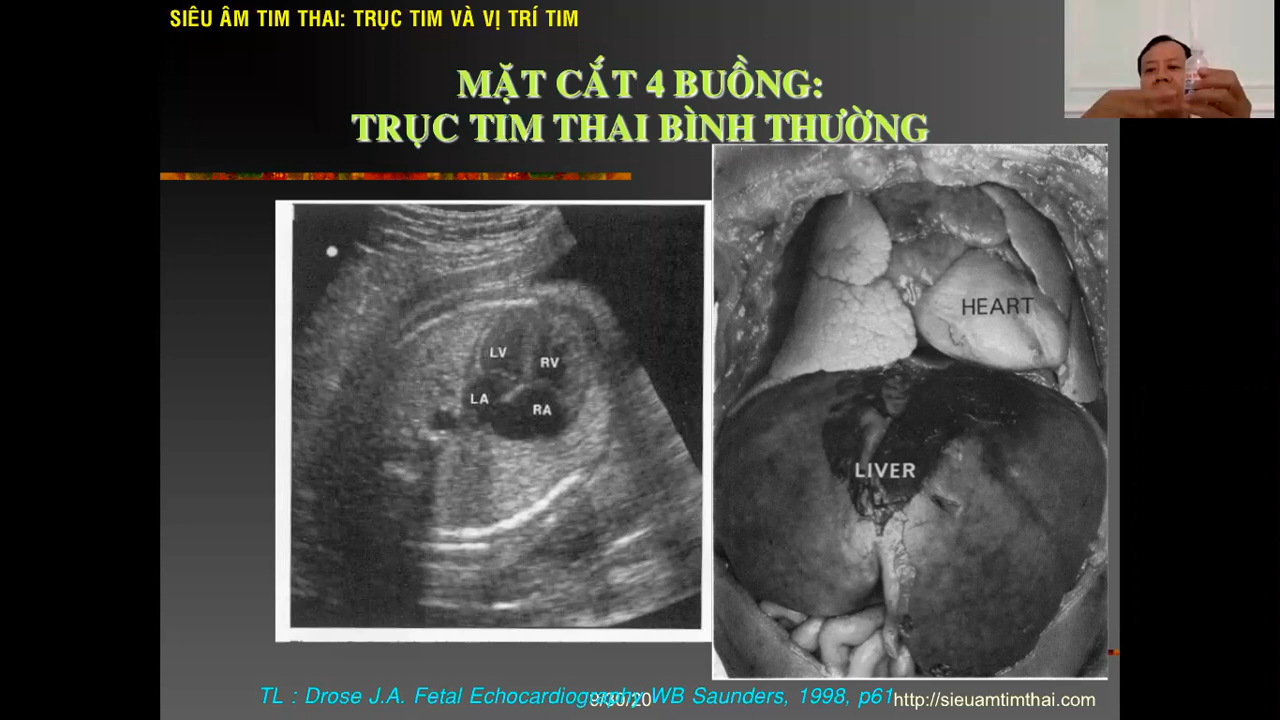 SIÊU ÂM TIM THAI: TRỤC TIM VÀ VỊ TRÍ TIM
MẶT CẮT 4 BUỒNG:
TRỤC TIM THAI BÌNH THƯỜNG
LV
RV
LA
RA
HEART
LIVER
TL : Drose J.A. Fetal Echocardiography. WB Saunders, 1998, p61
http://sieuamtimthai.com